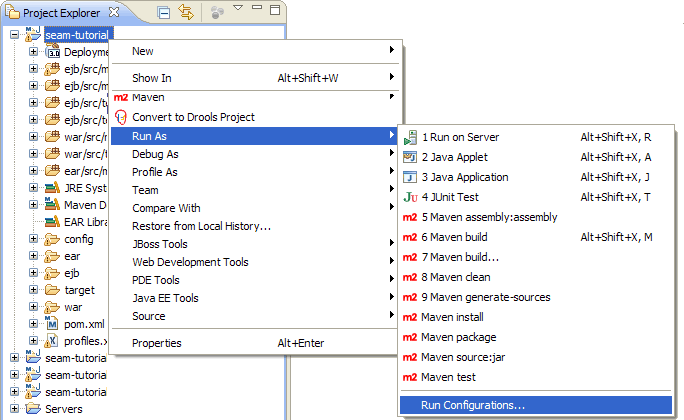 Project Explorer
seam-tutorial
Deployme
ejb/src/m
ejb/src/m
ejb/src/te
ejb/src/te
war/src/m
war/src/t
ear/src/m
JRE Syst
Maven D
EAR Libra
config
ear
ejb
target
war
pom.xml
profiles.x
seam-tutorial
seam-tutorial
seam-tutorial
Servers
New
Show In Alt+Shift+W
m2 Maven
Convert to Drools Project
Run As
Debug As
Profile As
Team
Compare With
Restore from Local History...
JBoss Tools
Web Development Tools
PDE Tools
Java EE Tools
Source
Properties Alt+Enter
1 Run on Server Alt+Shift+X, R
2 Java Applet Alt+Shift+X, A
3 Java Application Alt+Shift+X, J
JU 4 JUnit Test Alt+Shift+X, T
m2 5 Maven assembly:assembly
m2 6 Maven build Alt+Shift+X, M
m2 7 Maven build...
m2 8 Maven clean
m2 9 Maven generate-sources
m2 Maven install
m2 Maven package
m2 Maven source:jar
m2 Maven test
Run Configurations...